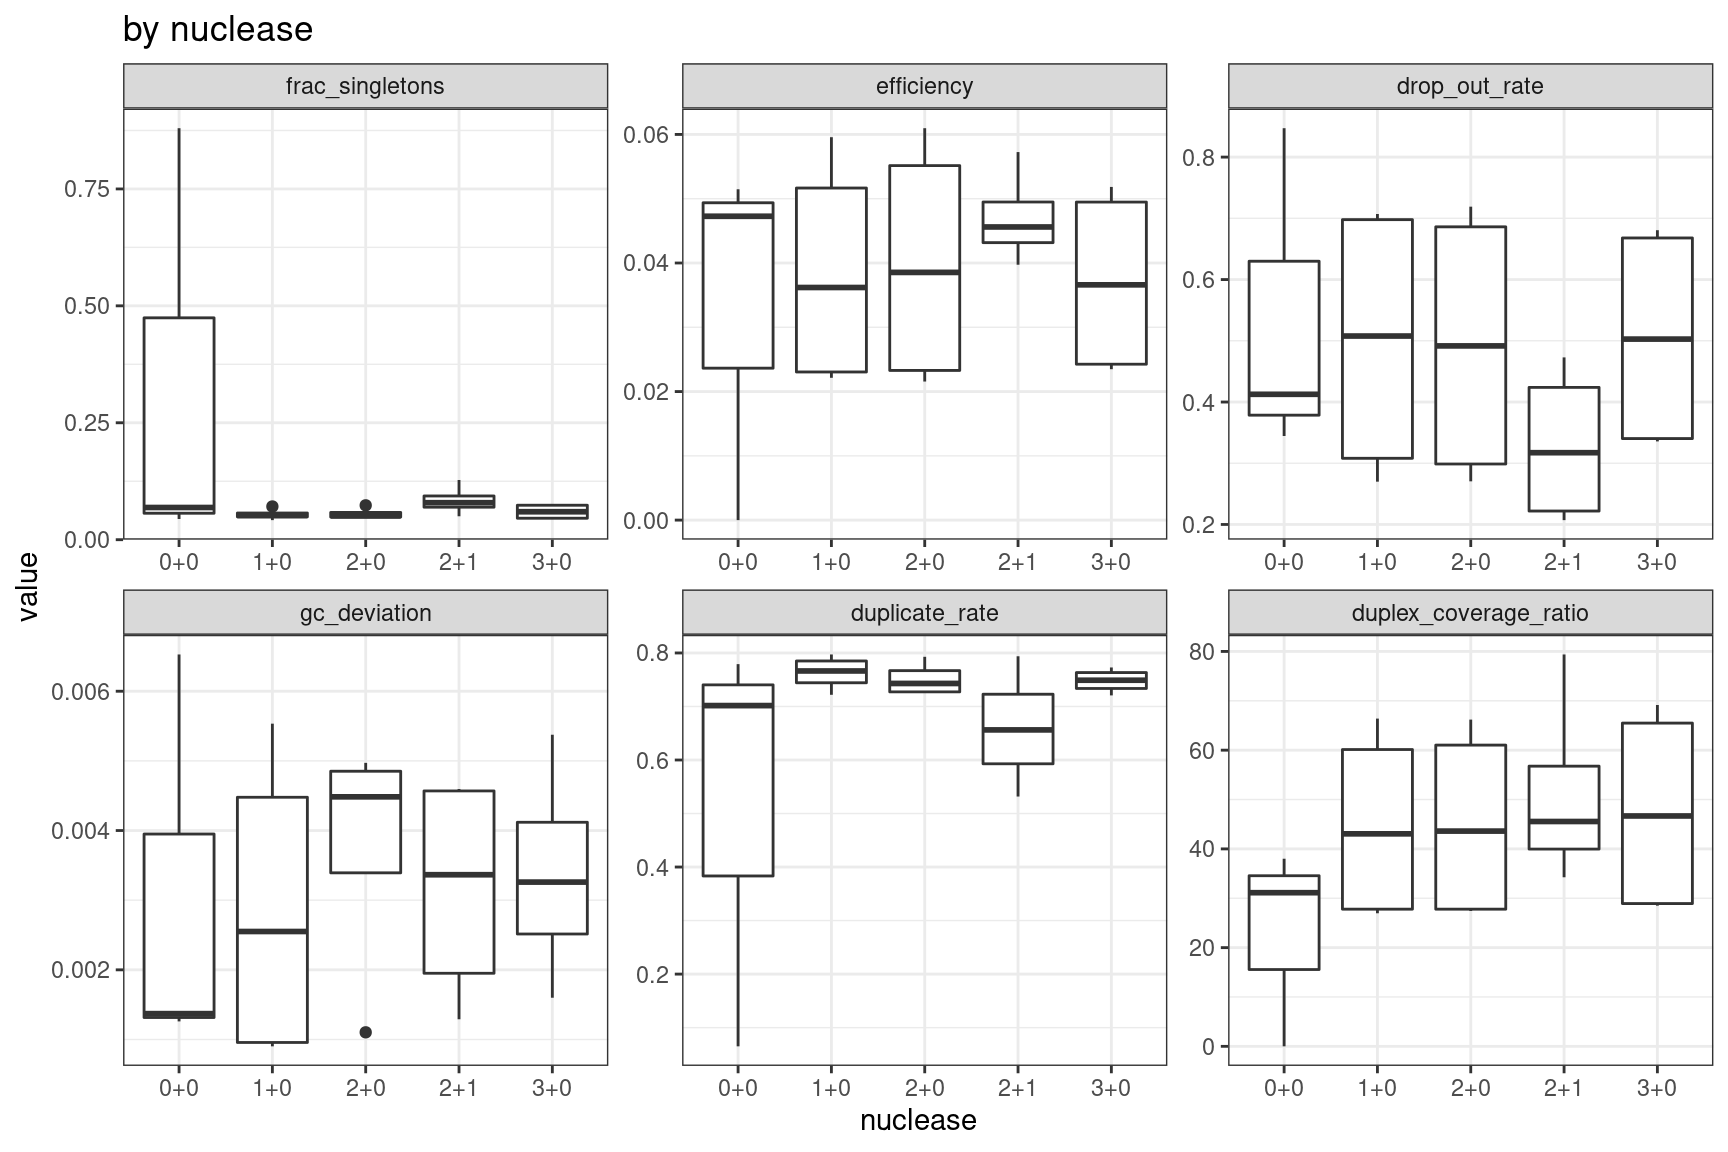 by nuclease
frac_singletons
efficiency
drop_out_rate
0.75
0.50
0.25
0.00
0.06
0.04
0.02
0.00
0.8
0.6
0.4
0.2
0+0 1+0 2+0 2+1 3+0
0+0 1+0 2+0 2+1 3+0
0+0 1+0 2+0 2+1 3+0
value
gc_deviation
duplicate_rate
duplex_coverage_ratio
0.006
0.004
0.002
0.8
0.6
0.4
0.2
80
60
40
20
0
0+0 1+0 2+0 2+1 3+0
0+0 1+0 2+0 2+1 3+0
0+0 1+0 2+0 2+1 3+0
nuclease